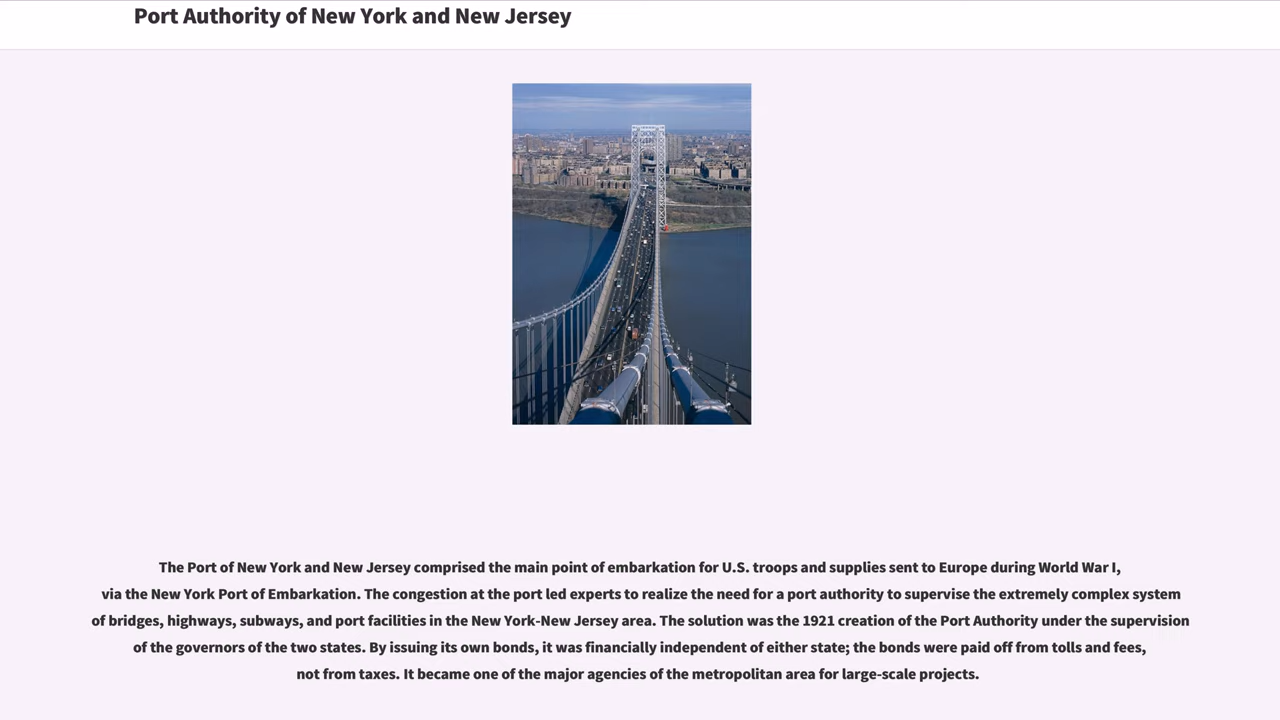 Port Authority of New York and New Jersey
The Port of New York and New Jersey comprised the main point of embarkation for U.S. troops and supplies sent to Europe during World War I,
via the New York Port of Embarkation. The congestion at the port led experts to realize the need for a port authority to supervise the extremely complex system
of bridges, highways, subways, and port facilities in the New York-New Jersey area. The solution was the 1921 creation of the Port Authority under the supervision
of the governors of the two states. By issuing its own bonds, it was financially independent of either state; the bonds were paid off from tolls and fees,
not from taxes. It became one of the major agencies of the metropolitan area for large-scale projects.